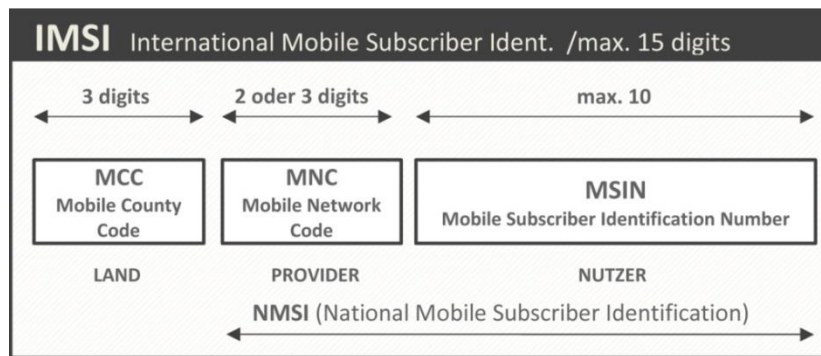 IMSI International Mobile Subscriber Ident. /max. 15 digits
3 digits
2 oder 3 digits
max. 10
MCC
Mobile County
Code
MNC
Mobile Network
Code
MSIN
Mobile Subscriber Identification Number
LAND
PROVIDER
NUTZER
NMSI (National Mobile Subscriber Identification)